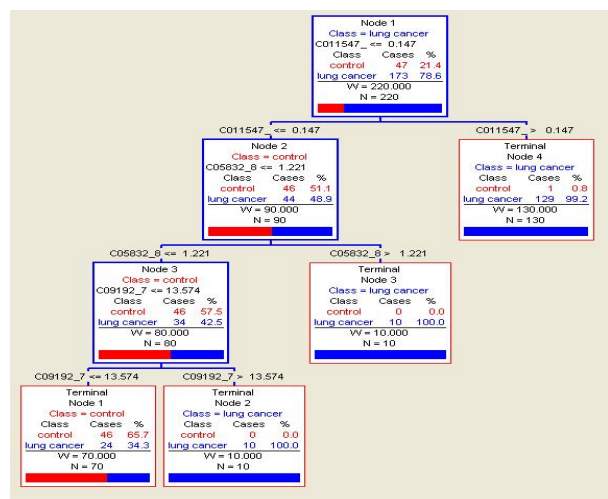 Node 1
Class = lung cancer
C011547_ <= 0.147
Class Cases %
control 47 21.4
lung cancer 173 78.6
W = 220.000
N = 220
C011547_ <= 0.147
C011547_ > 0.147
Node 2
Class = control
C05832_8 <= 1.221
Class Cases %
control 46 51.1
lung cancer 44 48.9
W = 90.000
N = 90
Terminal
Node 4
Class = lung cancer
Class Cases %
control 1 0.8
lung cancer 129 99.2
W = 130.000
N = 130
C05832_8 <= 1.221
C05832_8 > 1.221
Node 3
Class = control
C09192_7 <= 13.574
Class Cases %
control 46 57.5
lung cancer 34 42.5
W = 80.000
N = 80
Terminal
Node 3
Class = lung cancer
Class Cases %
control 0 0.0
lung cancer 10 100.0
W = 10.000
N = 10
C09192_7 <= 13.574
C09192_7 > 13.574
Terminal
Node 1
Class = control
Class Cases %
control 46 65.7
lung cancer 24 34.3
W = 70.000
N = 70
Terminal
Node 2
Class = lung cancer
Class Cases %
control 0 0.0
lung cancer 10 100.0
W = 10.000
N = 10